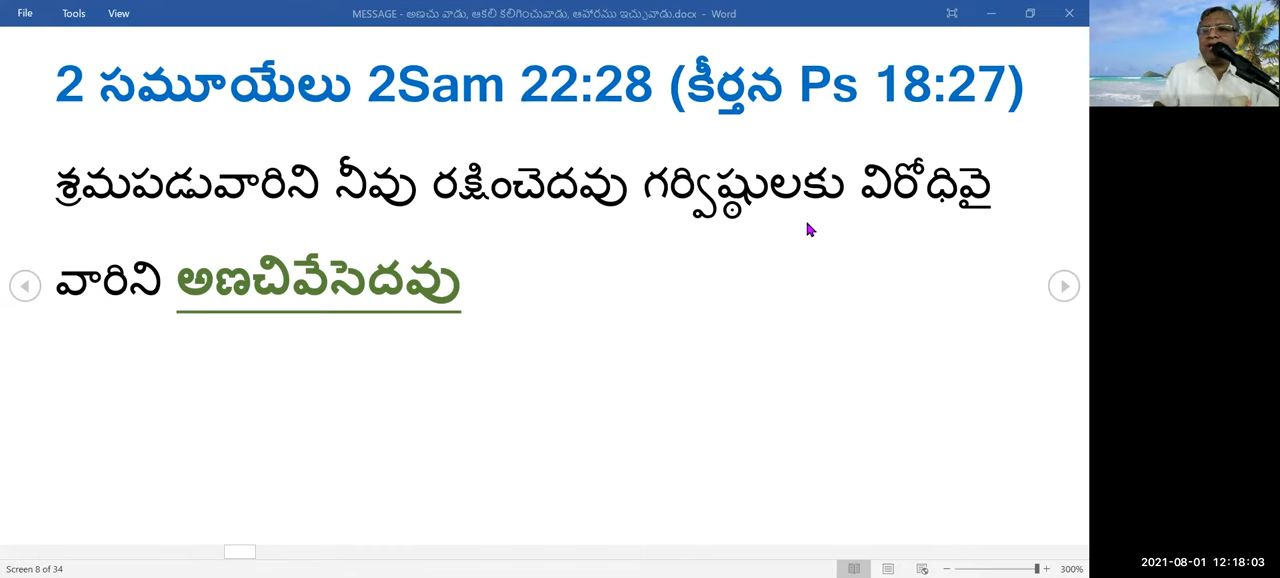 File Tools View MESSAGE - అణచు వాడు, ఆకలి కలిగించువాడు, ఆహారము ఇచ్చువాడు.docx - Word
2 సమూయేలు 2Sam 22:28 (కీర్తన Ps 18:27)
శ్రమపడువారిని నీవు రక్షించెదవు గర్విష్ఠులకు విరోధివై
వారిని అణచివేసెదవు
Screen 8 of 34 300%
2021-08-01 12:18:03